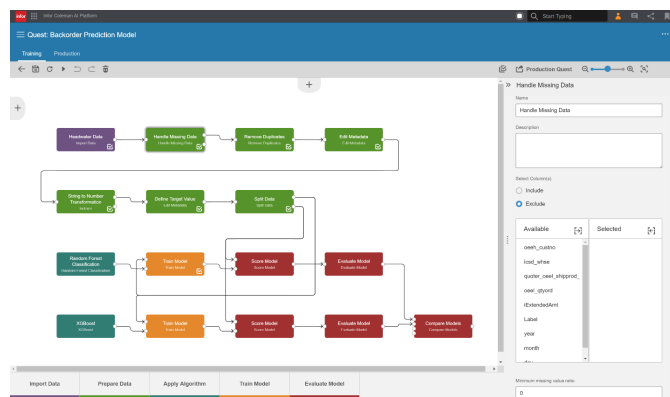 infor
Infor Coleman AI Platform
Start Typing
Quest: Backorder Prediction Model
Training
Production
Production Quest
Handle Missing Data
Name
Handle Missing Data
Description
Select Column(s)
Include
Exclude
Available
Selected
oeeh_custno
icsd_whse
quoter_oeel_shipprod_
oeel_qtyord
tExtendedAmt
Label
year
month
Minimum missing value ratio
0
Headwater Data
Import Data
Handle Missing Data
Handle Missing Data
Remove Duplicates
Remove Duplicates
Edit Metadata
Edit Metadata
String to Number
Transformation
Define Target Value
Edit Metadata
Split Data
Split Data
Random Forest
Classification
Random Forest Classification
Train Model
Train Model
Score Model
Score Model
Evaluate Model
Evaluate Model
XGBoost
XGBoost
Train Model
Train Model
Score Model
Score Model
Evaluate Model
Evaluate Model
Compare Models
Compare Models
Import Data
Prepare Data
Apply Algorithm
Train Model
Evaluate Model